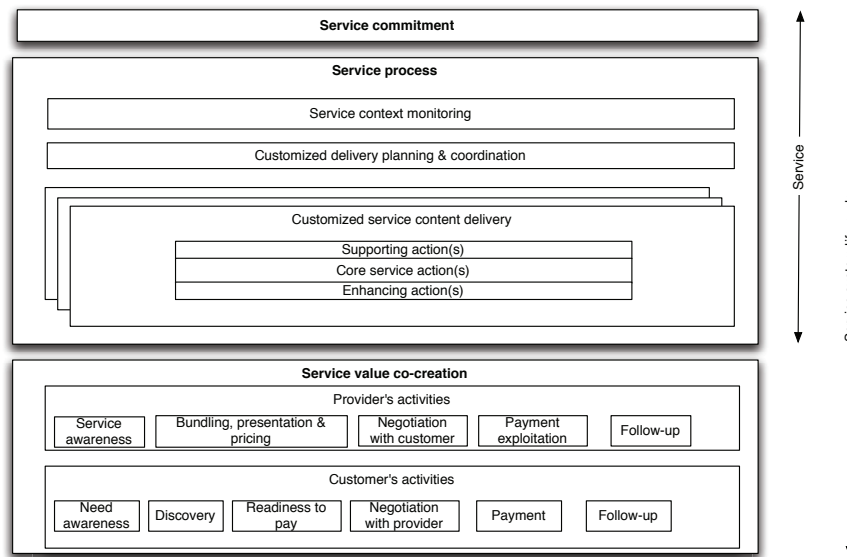 Service commitment
Service process
Service context monitoring
Customized delivery planning & coordination
Customized service content delivery
Supporting action(s)
Core service action(s)
Enhancing action(s)
Service
Service value co-creation
Provider's activities
Service
awareness
Bundling, presentation &
pricing
Negotiation
with customer
Payment
exploitation
Follow-up
Customer's activities
Need
awareness
Discovery
Readiness to
pay
Negotiation
with provider
Payment
Follow-up